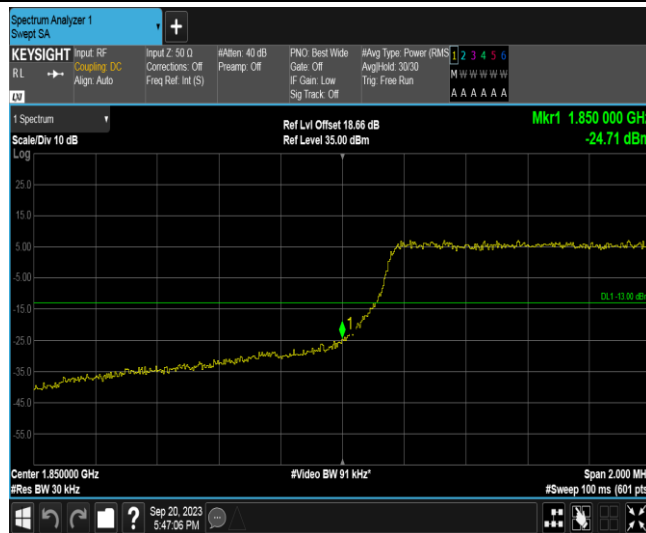 Spectrum Analyzer 1
Swept SA
KEYSIGHT
RL
LXI
Input: RF
Coupling: DC
Align: Auto
Input Z: 50 Ω
Corrections: Off
Freq Ref: Int (S)
#Atten: 40 dB
Preamp: Off
PNO: Best Wide
Gate: Off
IF Gain: Low
Sig Track: Off
#Avg Type: Power (RMS
Avg|Hold: 30/30
Trig: Free Run
1 2 3 4 5 6
M W W W W W
A A A A A A
1 Spectrum
Scale/Div 10 dB
Log
Ref Lvl Offset 18.66 dB
Ref Level 35.00 dBm
Mkr1 1.850 000 GHz
-24.71 dBm
25.0
15.0
5.00
-5.00
-15.0
-25.0
-35.0
-45.0
-55.0
DL1 -13.00 dBm
1
Center 1.850000 GHz
#Res BW 30 kHz
#Video BW 91 kHz*
Span 2.000 MH
#Sweep 100 ms (601 pts
Sep 20, 2023
5:47:06 PM